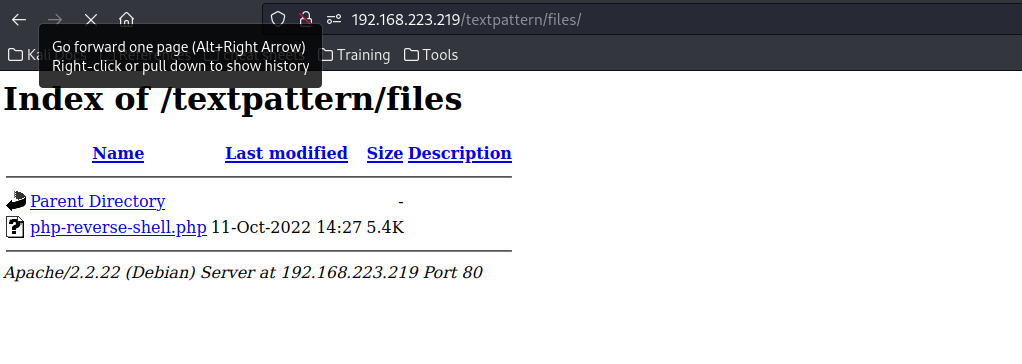 192.168.223.219/textpattern/files/
Go forward one page (Alt+Right Arrow)
Right-click or pull down to show history
Training
Tools
Index of /textpattern/files
Name Last modified Size Description
Parent Directory -
php-reverse-shell.php 11-Oct-2022 14:27 5.4K
Apache/2.2.22 (Debian) Server at 192.168.223.219 Port 80